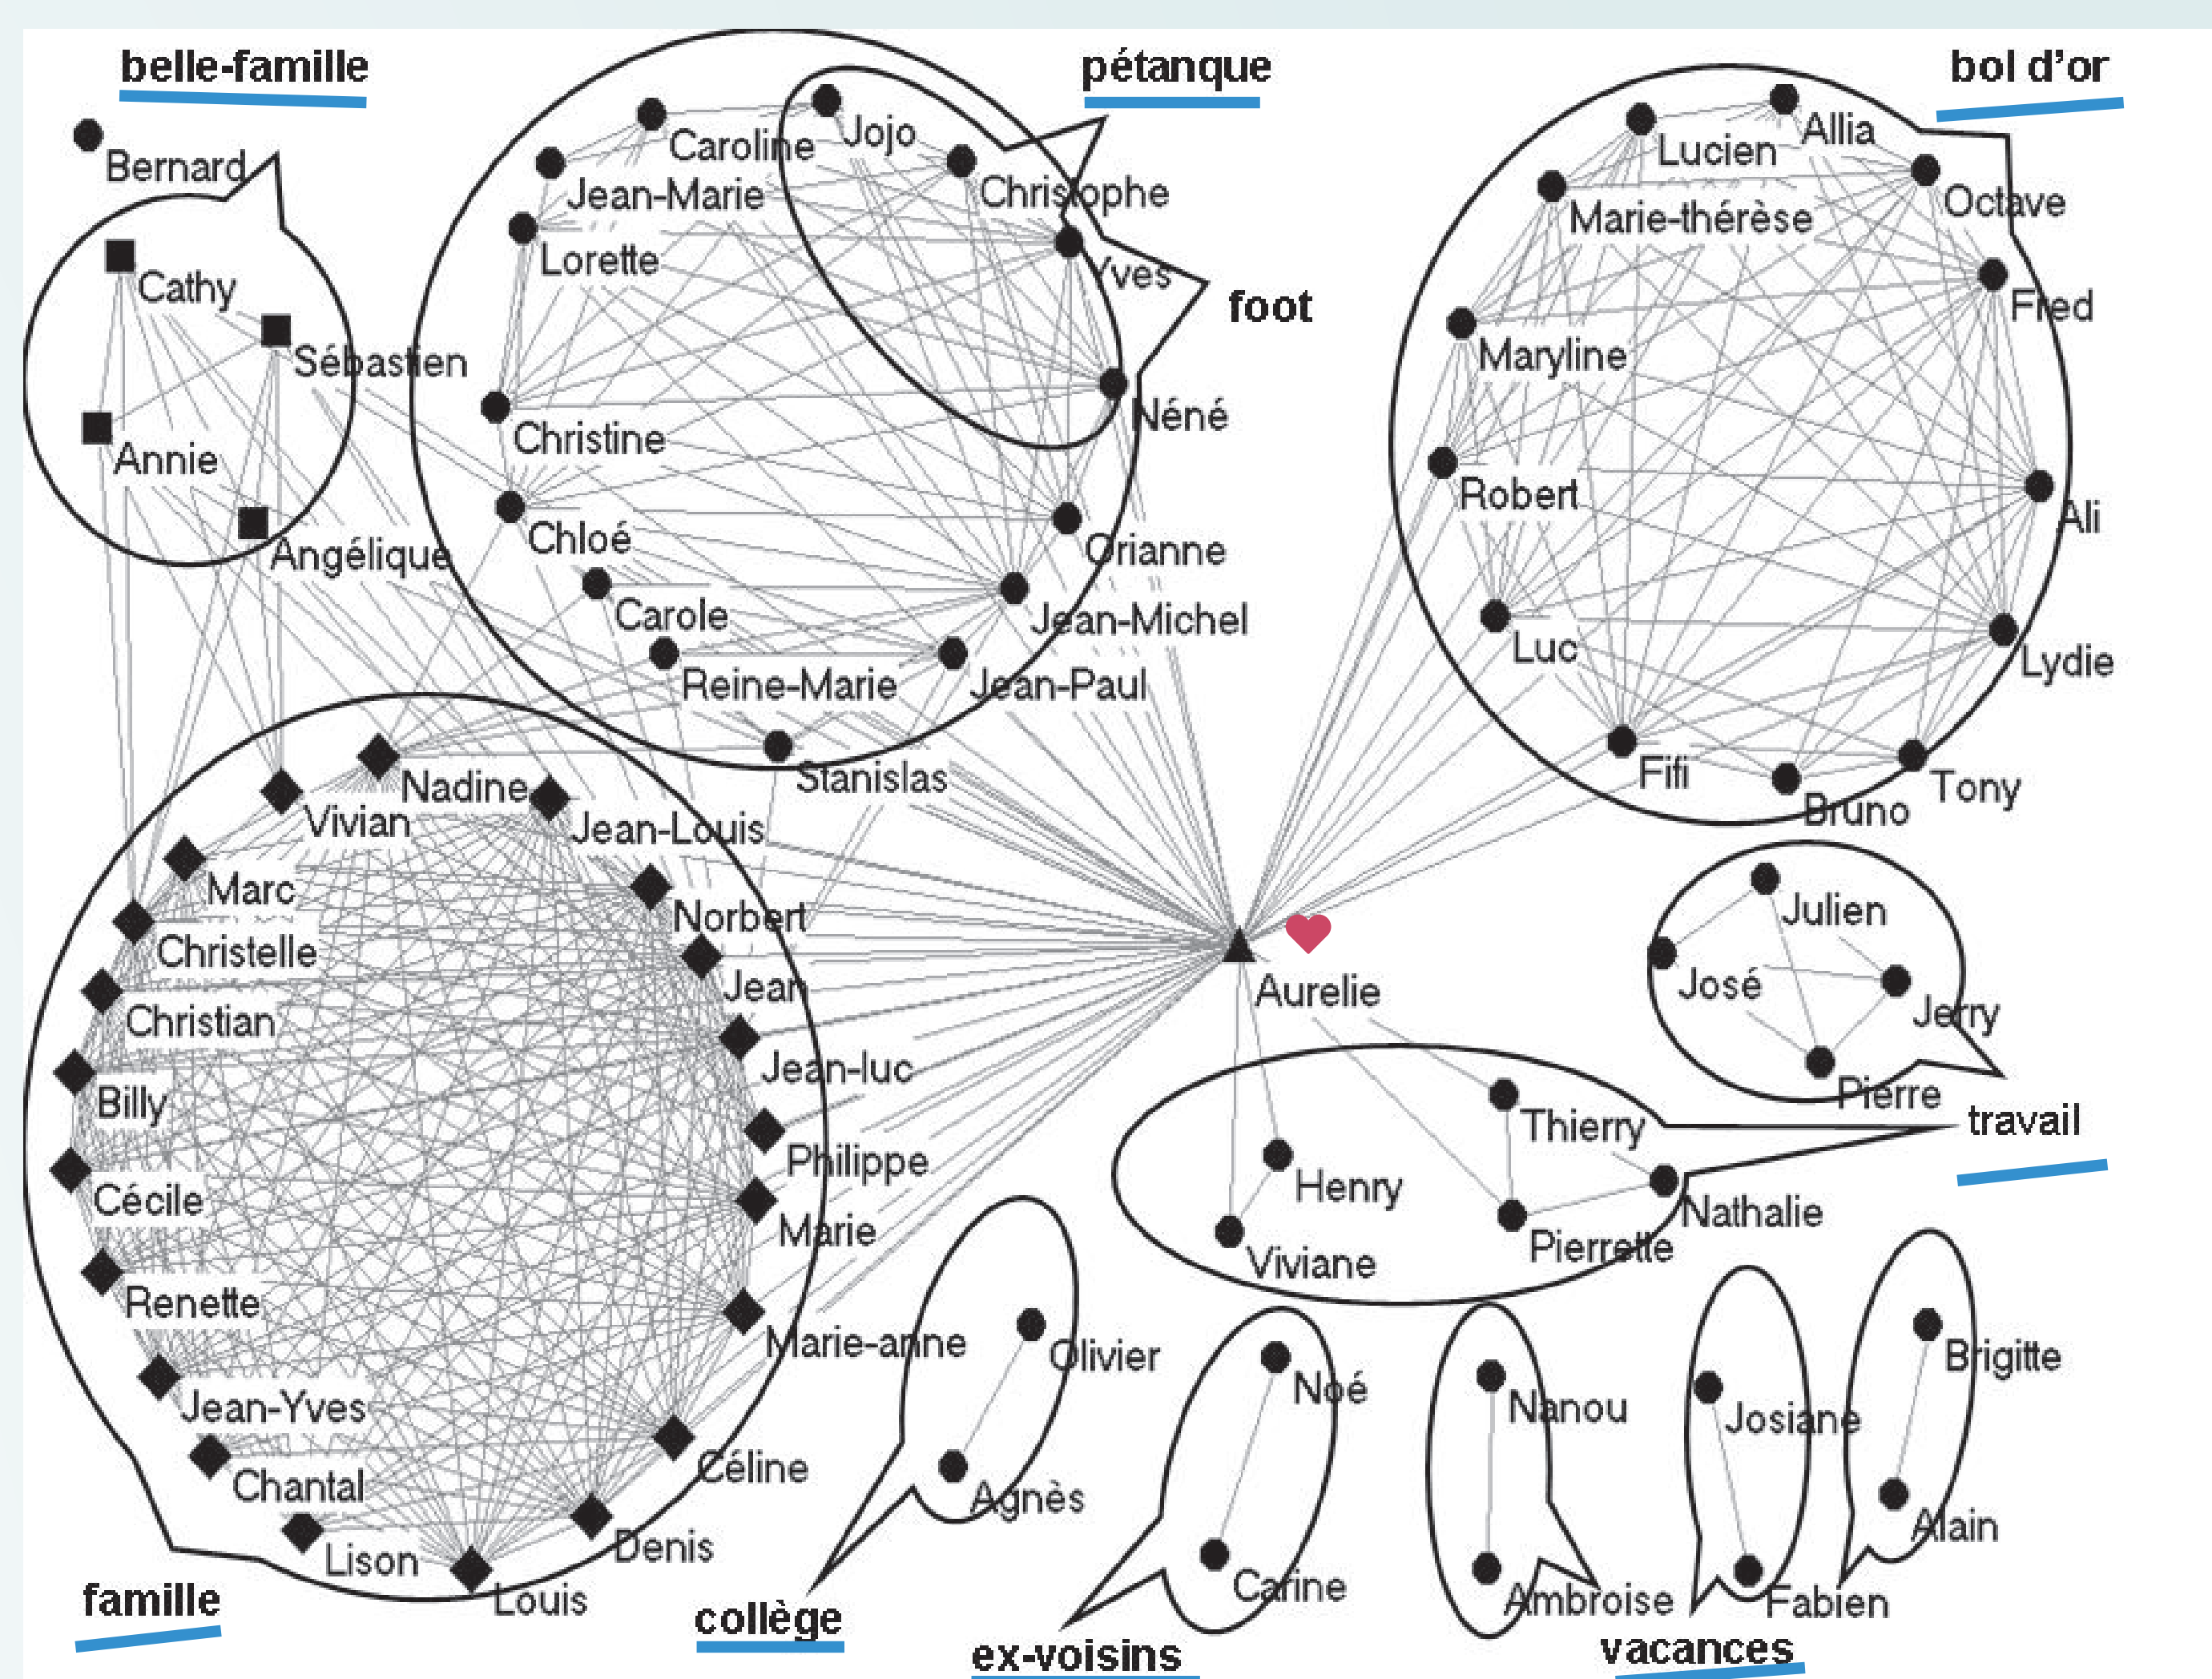 belle-famille
pétanque
bol d'or
Bernard
Cathy
Sébastien
Annie
Angélique
Caroline
Jojo
Jean-Marie
Christophe
Lorette
Yves
foot
Christine
Néné
Chloé
Orianne
Carole
Jean-Michel
Reine-Marie
Jean-Paul
Stanislas
Lucien
Allia
Marie-thérèse
Octave
Maryline
Fred
Robert
Ali
Luc
Lydie
Fifi
Bruno
Tony
Nadine
Vivian
Jean-Louis
Marc
Norbert
Christelle
Jean
Christian
Jean-luc
Billy
Philippe
Cécile
Marie
Renette
Marie-anne
Jean-Yves
Céline
Chantal
Denis
Lison
Louis
famille
Aurelie
Julien
José
Jerry
Pierre
travail
Thierry
Henry
Nathalie
Viviane
Pierrette
Olivier
Agnès
collège
Noé
Carine
ex-voisins
Nanou
Ambroise
Josiane
Fabien
Brigitte
Alain
vacances